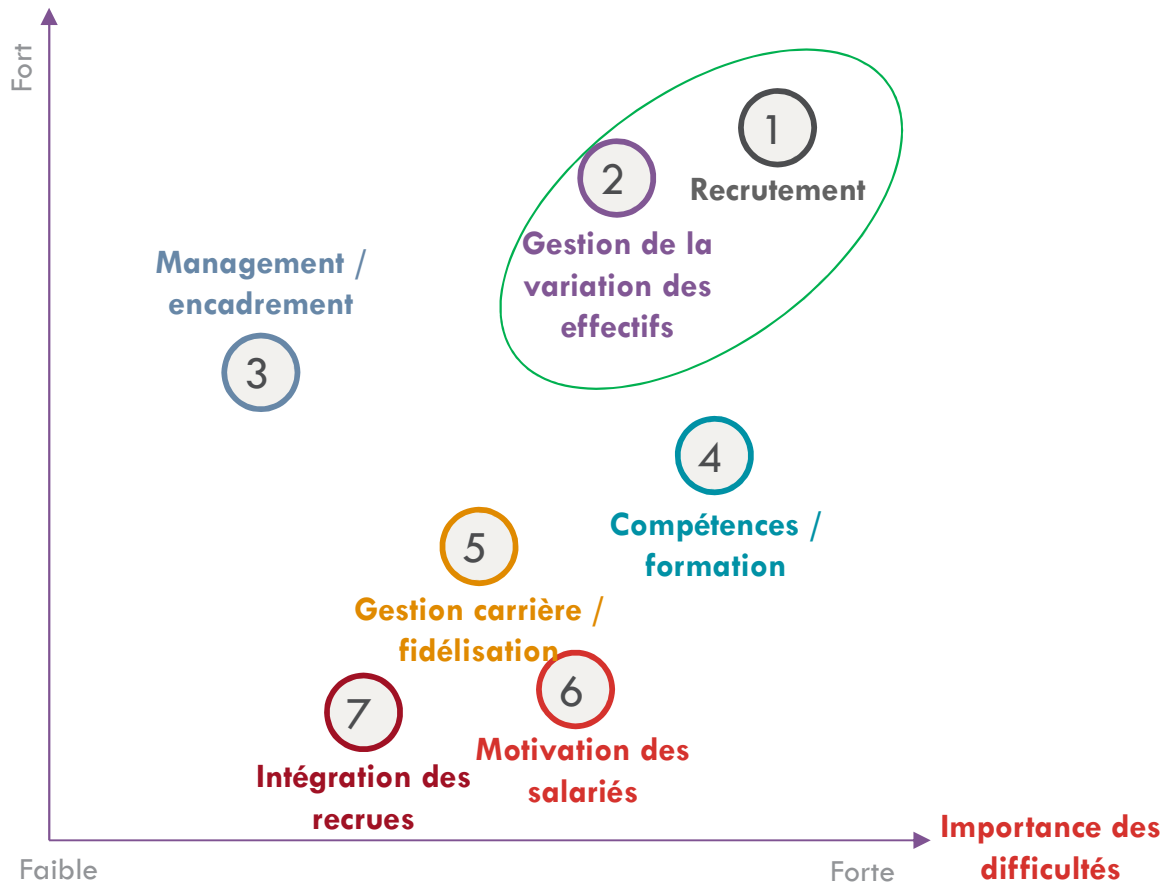 Fort
1
Recrutement
2
Gestion de la
variation des
effectifs
Management /
encadrement
3
4
Compétences /
formation
5
Gestion carrière /
fidélisation
6
Motivation des
salariés
7
Intégration des
recrues
Faible
Forte
Importance des
difficultés